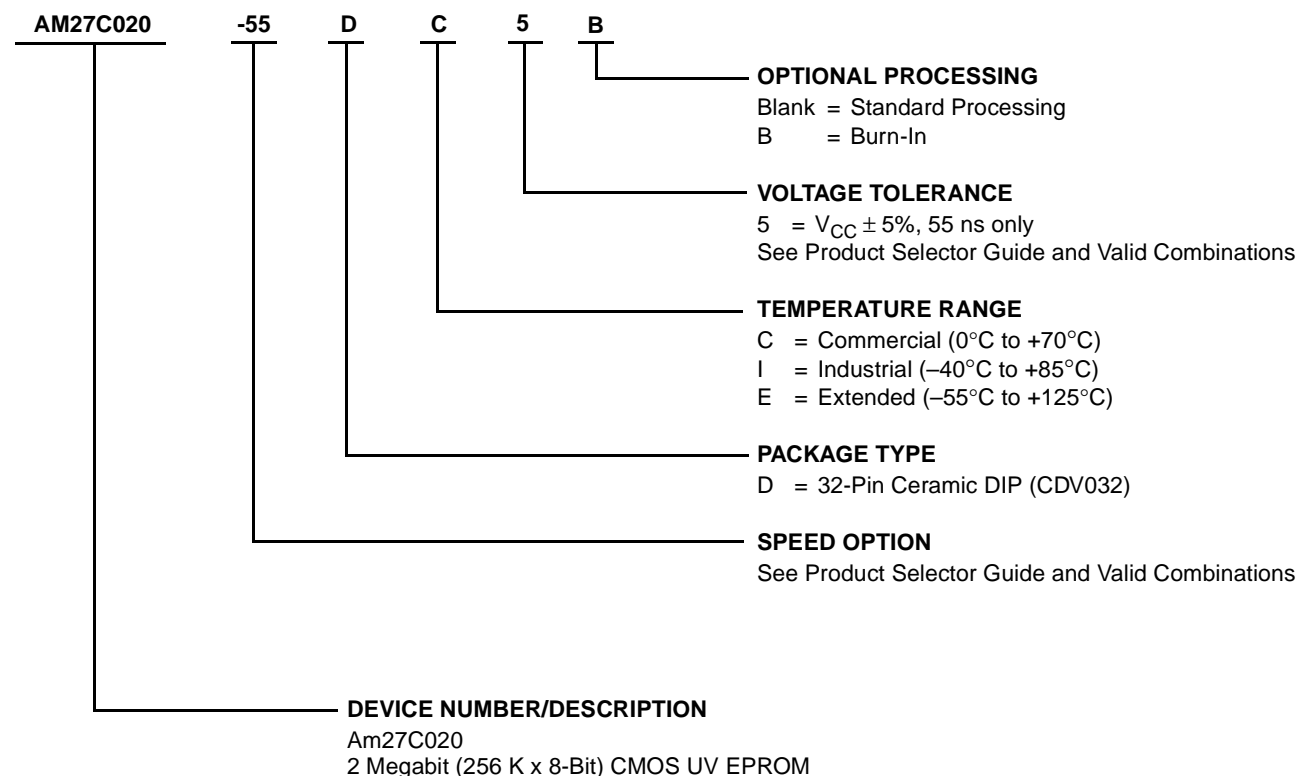 AM27C020 -55 D C 5 B
OPTIONAL PROCESSING
Blank = Standard Processing
B = Burn-In
VOLTAGE TOLERANCE
5 = VCC ± 5%, 55 ns only
See Product Selector Guide and Valid Combinations
TEMPERATURE RANGE
C = Commercial (0°C to +70°C)
I = Industrial (–40°C to +85°C)
E = Extended (–55°C to +125°C)
PACKAGE TYPE
D = 32-Pin Ceramic DIP (CDV032)
SPEED OPTION
See Product Selector Guide and Valid Combinations
DEVICE NUMBER/DESCRIPTION
Am27C020
2 Megabit (256 K x 8-Bit) CMOS UV EPROM